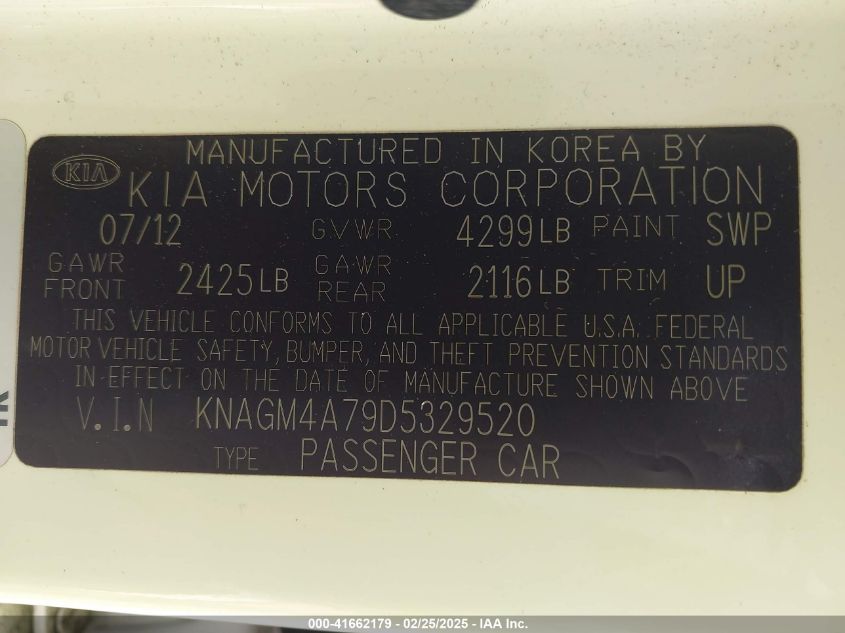 MANUFACTURED IN KOREA BY
KIA KIA MOTORS CORPORATION
07/12 GVWR 4299LB PAINT SWP
GAWR FRONT 2425LB GAWR REAR 2116LB TRIM UP
THIS VEHICLE CONFORMS TO ALL APPLICABLE U.S.A. FEDERAL
MOTOR VEHICLE SAFETY, BUMPER, AND THEFT PREVENTION STANDARDS
IN EFFECT ON THE DATE OF MANUFACTURE SHOWN ABOVE
V.I.N KNAGM4A79D5329520
TYPE PASSENGER CAR
000-41662179 - 02/25/2025 - IAA Inc.